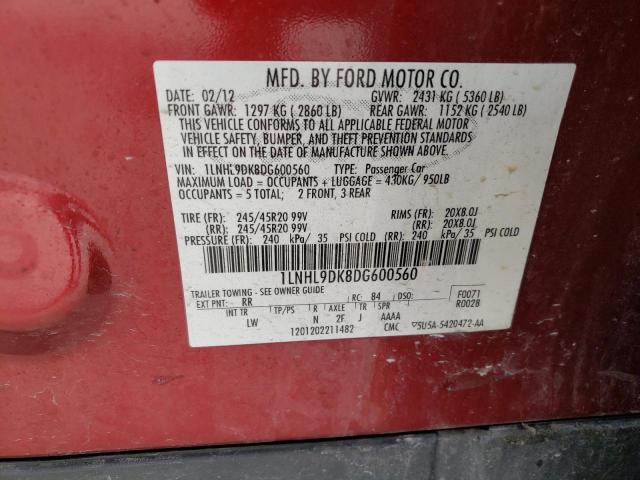 MFD. BY FORD MOTOR CO.
DATE: 02/12 GVWR: 2431 KG ( 5360 LB)
FRONT GAWR: 1297 KG ( 2860 LB) REAR GAWR: 1152 KG ( 2540 LB)
THIS VEHICLE CONFORMS TO ALL APPLICABLE FEDERAL MOTOR
VEHICLE SAFETY, BUMPER, AND THEFT PREVENTION STANDARDS
IN EFFECT ON THE DATE OF MANUFACTURE SHOWN ABOVE.
VIN: 1LNHL9DK8DG600560 TYPE: Passenger Car
MAXIMUM LOAD = OCCUPANTS + LUGGAGE = 430KG/ 950LB
OCCUPANTS = 5 TOTAL; 2 FRONT, 3 REAR
TIRE (FR): 245/45R20 99V RIMS (FR): 20X8.0J
(RR): 245/45R20 99V (RR): 20X8.0J
PRESSURE (FR): 240 kPa/ 35 PSI COLD (RR): 240 kPa/ 35 PSI COLD
1LNHL9DK8DG600560
TRAILER TOWING - SEE OWNER GUIDE
EXT PNT: RR RC: 84 DSO: F0071
R0028
INT TR TP/PS R AXLE TR SPR
LW N 2F J AAAA
1201202211482 CMC ▽5U5A-5420472-AA